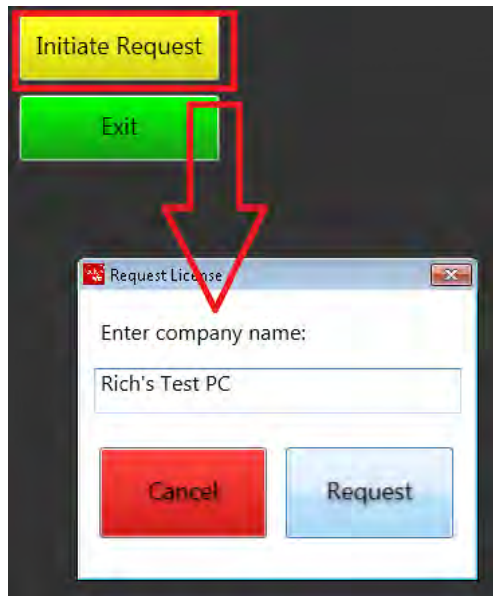 Initiate Request
Exit
Request License
Enter company name:
Rich's Test PC
Cancel
Request